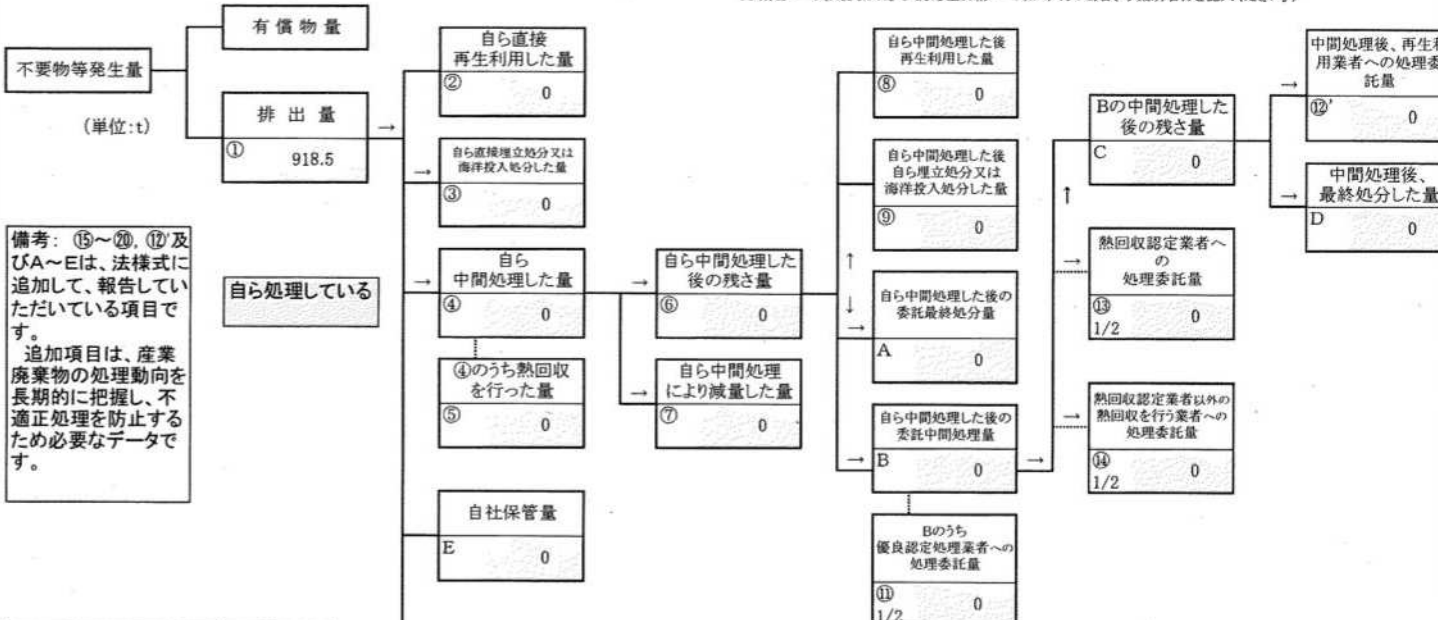 有償物量
不要物等発生量
(単位:t)
排出量
①
918.5
→
備考： ⑮～⑳, ⑫'及
びA～Eは、法様式に
追加して、報告してい
ただいている項目で
す。
追加項目は、産業
廃棄物の処理動向を
長期的に把握し、不
適正処理を防止する
ため必要なデータで
す。
自ら処理している
自ら直接
再生利用した量
②
0
→
自ら直接埋立処分又は
海洋投入処分した量
③
0
→
自ら
中間処理した量
④
0
④のうち熱回収
を行った量
⑤
0
自社保管量
E
0
→
自ら中間処理した
後の残さ量
⑥
0
→
自ら中間処理
により減量した量
⑦
0
自ら中間処理した後
再生利用した量
⑧
0
自ら中間処理した後
自ら埋立処分又は
海洋投入処分した量
⑨
0
↑
↓
→
自ら中間処理した後の
委託最終処分量
A
0
→
自ら中間処理した後の
委託中間処理量
B
0
→
Bのうち
優良認定処理業者への
処理委託量
⑪
1/2
0
Bの中間処理した
後の残さ量
C
0
↑
→
熱回収認定業者へ
の
処理委託量
⑬
1/2
0
→
熱回収認定業者以外の
熱回収を行う業者への
処理委託量
⑭
1/2
0
→
中間処理後、再生利
用業者への処理委
託量
⑫'
0
→
中間処理後、
最終処分した量
D
0